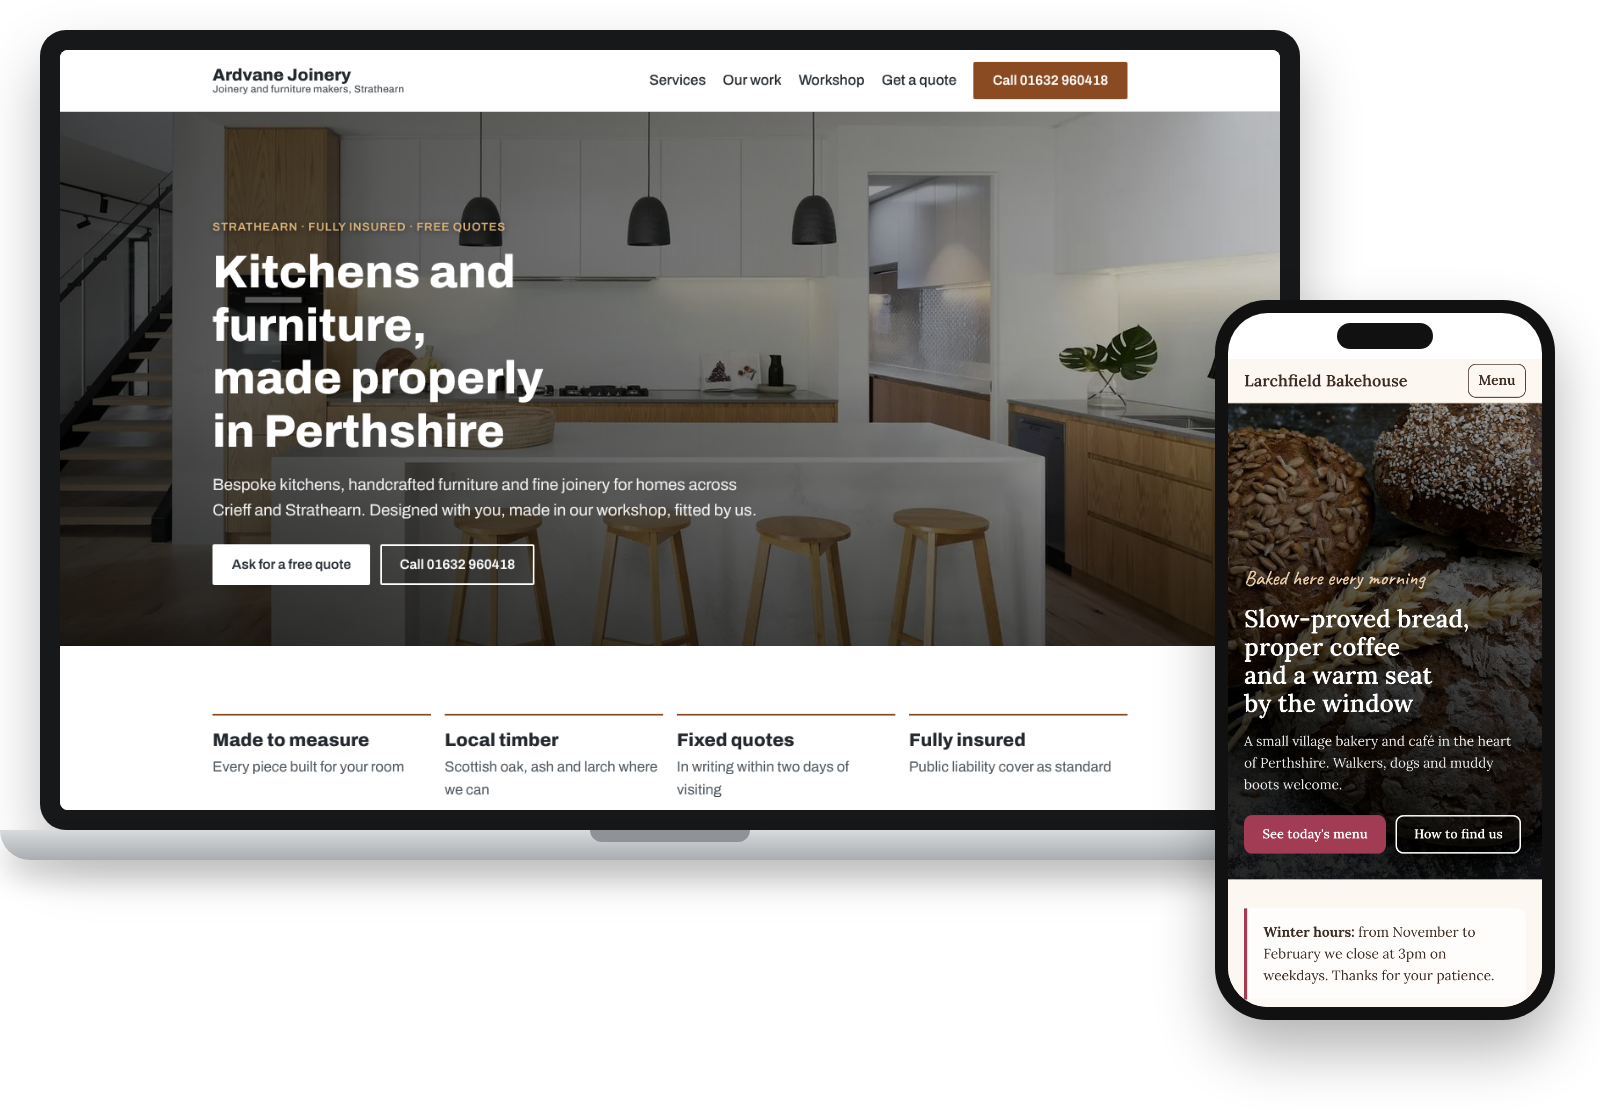 Ardvane Joinery
Joinery and furniture makers, Strathearn
Services Our work Workshop Get a quote Call 01632 960418
STRATHEARN · FULLY INSURED · FREE QUOTES
Kitchens and
furniture,
made properly
in Perthshire
Bespoke kitchens, handcrafted furniture and fine joinery for homes across
Crieff and Strathearn. Designed with you, made in our workshop, fitted by us.
Ask for a free quote Call 01632 960418
Made to measure
Every piece built for your room
Local timber
Scottish oak, ash and larch where
we can
Fixed quotes
In writing within two days of
visiting
Fully insured
Public liability cover as standard
Larchfield Bakehouse Menu
Baked here every morning
Slow-proved bread,
proper coffee
and a warm seat
by the window
A small village bakery and café in the heart
of Perthshire. Walkers, dogs and muddy
boots welcome.
See today's menu How to find us
Winter hours: from November to
February we close at 3pm on
weekdays. Thanks for your patience.